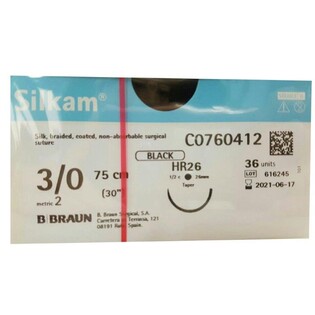 Silkam®
Silk, braided, coated, non-absorbable surgical
suture
C0760412
BLACK
HR26
36 units
3/0
75 cm
(30")
metric 2
1/2 c
26mm
Taper
LOT 616245
2021-06-17
B|BRAUN
B. Braun Surgical, S.A.
Carretera de Terrassa, 121
08191 Rubí, Spain